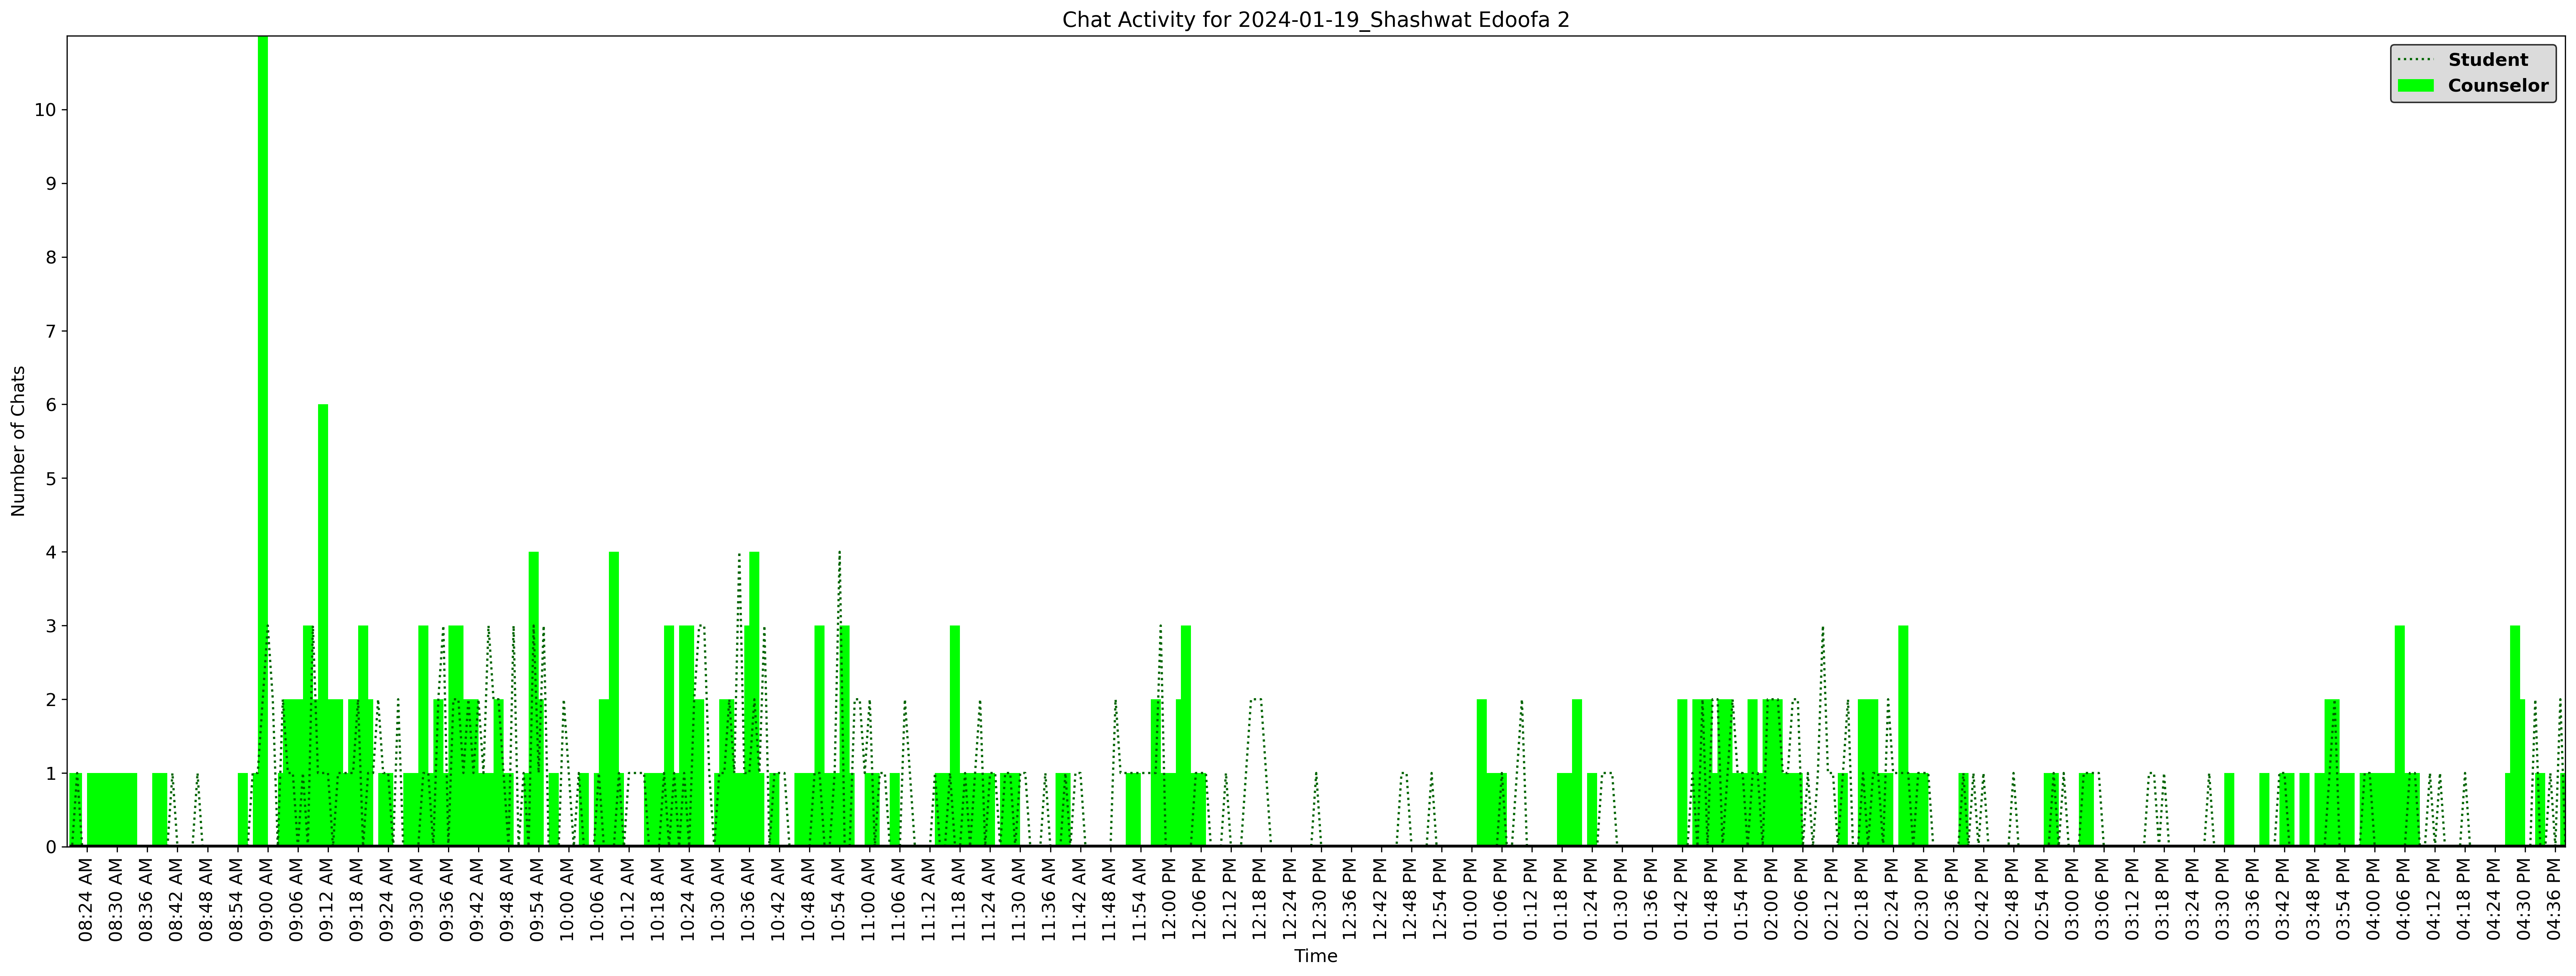 Chat Activity for 2024-01-19_Shashwat Edoofa 2
Student
Counselor
Number of Chats
10
9
8
7
6
5
4
3
2
1
0
08:24 AM
08:30 AM
08:36 AM
08:42 AM
08:48 AM
08:54 AM
09:00 AM
09:06 AM
09:12 AM
09:18 AM
09:24 AM
09:30 AM
09:36 AM
09:42 AM
09:48 AM
09:54 AM
10:00 AM
10:06 AM
10:12 AM
10:18 AM
10:24 AM
10:30 AM
10:36 AM
10:42 AM
10:48 AM
10:54 AM
11:00 AM
11:06 AM
11:12 AM
11:18 AM
11:24 AM
11:30 AM
11:36 AM
11:42 AM
11:48 AM
11:54 AM
12:00 PM
12:06 PM
12:12 PM
12:18 PM
12:24 PM
12:30 PM
12:36 PM
12:42 PM
12:48 PM
12:54 PM
01:00 PM
01:06 PM
01:12 PM
01:18 PM
01:24 PM
01:30 PM
01:36 PM
01:42 PM
01:48 PM
01:54 PM
02:00 PM
02:06 PM
02:12 PM
02:18 PM
02:24 PM
02:30 PM
02:36 PM
02:42 PM
02:48 PM
02:54 PM
03:00 PM
03:06 PM
03:12 PM
03:18 PM
03:24 PM
03:30 PM
03:36 PM
03:42 PM
03:48 PM
03:54 PM
04:00 PM
04:06 PM
04:12 PM
04:18 PM
04:24 PM
04:30 PM
04:36 PM
Time